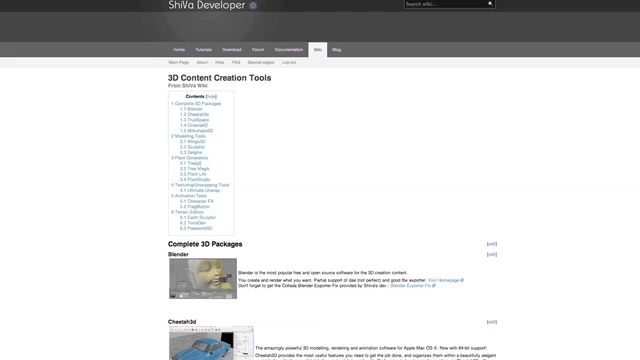 ShiVa Developer
Search wiki...
Home Tutorials Download Forum Documentation Wiki Blog
Main Page About Help FAQ Special pages Log out
3D Content Creation Tools
From ShiVa Wiki
Contents [hide]
1 Complete 3D Packages
1.1 Blender
1.2 Cheetah3d
1.3 TrueSpace
1.4 Cinema4D
1.5 Milkshape3D
2 Modelling Tools
2.1 Wings3D
2.2 Sculptris
2.3 Delgine
3 Plant Generators
3.1 Tree[d]
3.2 Tree Magic
3.3 Plant Life
3.4 PlantStudio
4 Texturing/Unwrapping Tools
4.1 Ultimate Unwrap
5 Animation Tools
5.1 Character FX
5.2 FragMotion
6 Terrain Editors
6.1 Earth Sculptor
6.2 TerraDev
6.3 Freeworld3D
Complete 3D Packages [edit]
Blender [edit]
Blender is the most popular free and open source software for the 3D content creation.
You create and render what you want. Partial support of dae (not perfect) and good fbx exporter. Visit Homepage
Don't forget to get the Collada Blender Exporter Fix provided by Shiva's dev : Blender Exporter Fix
Cheetah3d [edit]
The amazingly powerful 3D modelling, rendering and animation software for Apple Mac OS X. Now with 64-bit support!
Cheetah3D provides the most useful features you need to get the job done, and organizes them within a beautifully elegant